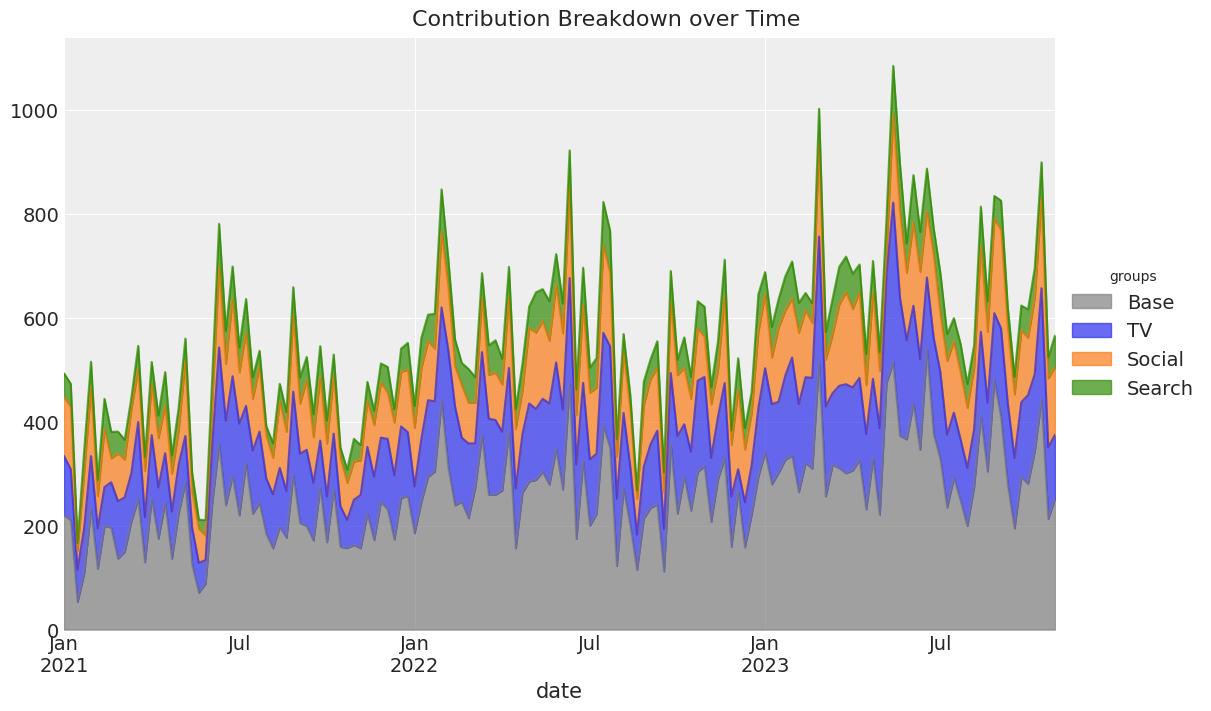 Contribution Breakdown over Time
1000
800
600
400
200
0
Jan Jul Jan Jul Jan Jul
2021 2022 2023
date
groups
Base
TV
Social
Search